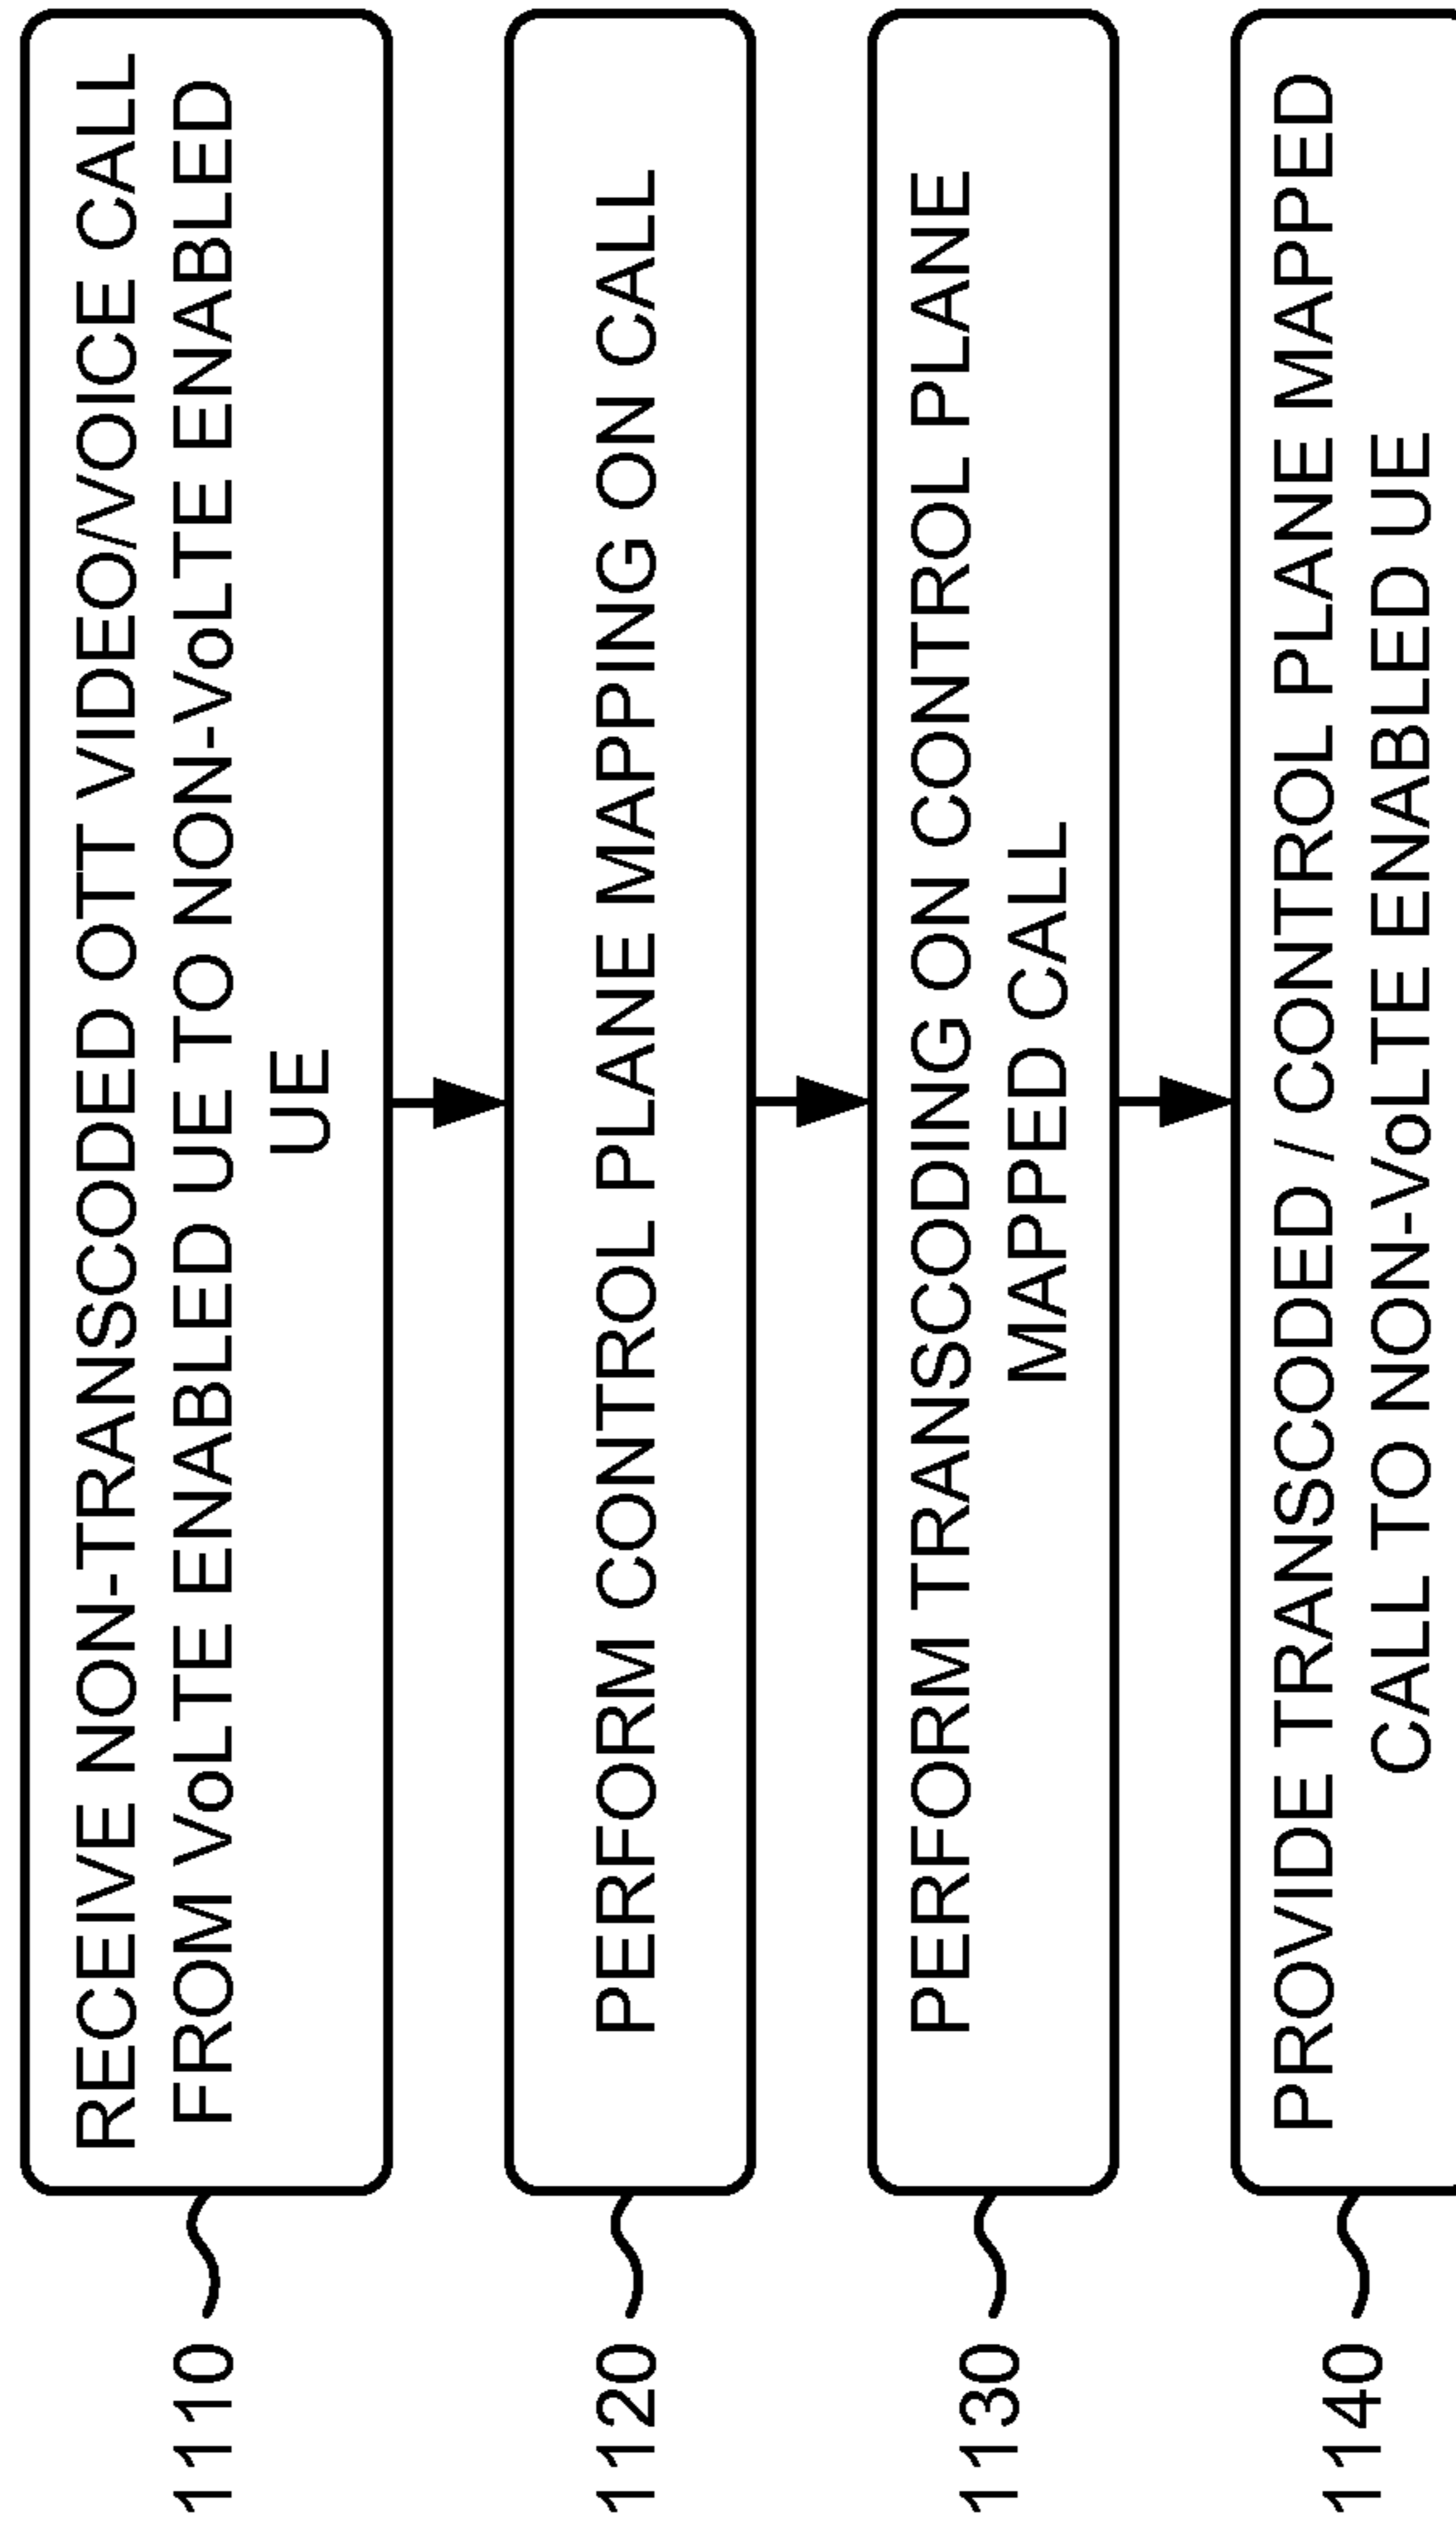 1110
RECEIVE NON-TRANSCODED OTT VIDEO/VOICE CALL
FROM VoLTE ENABLED UE TO NON-VoLTE ENABLED
UE
1120
PERFORM CONTROL PLANE MAPPING ON CALL
1130
PERFORM TRANSCODING ON CONTROL PLANE
MAPPED CALL
1140
PROVIDE TRANSCODED / CONTROL PLANE MAPPED
CALL TO NON-VoLTE ENABLED UE